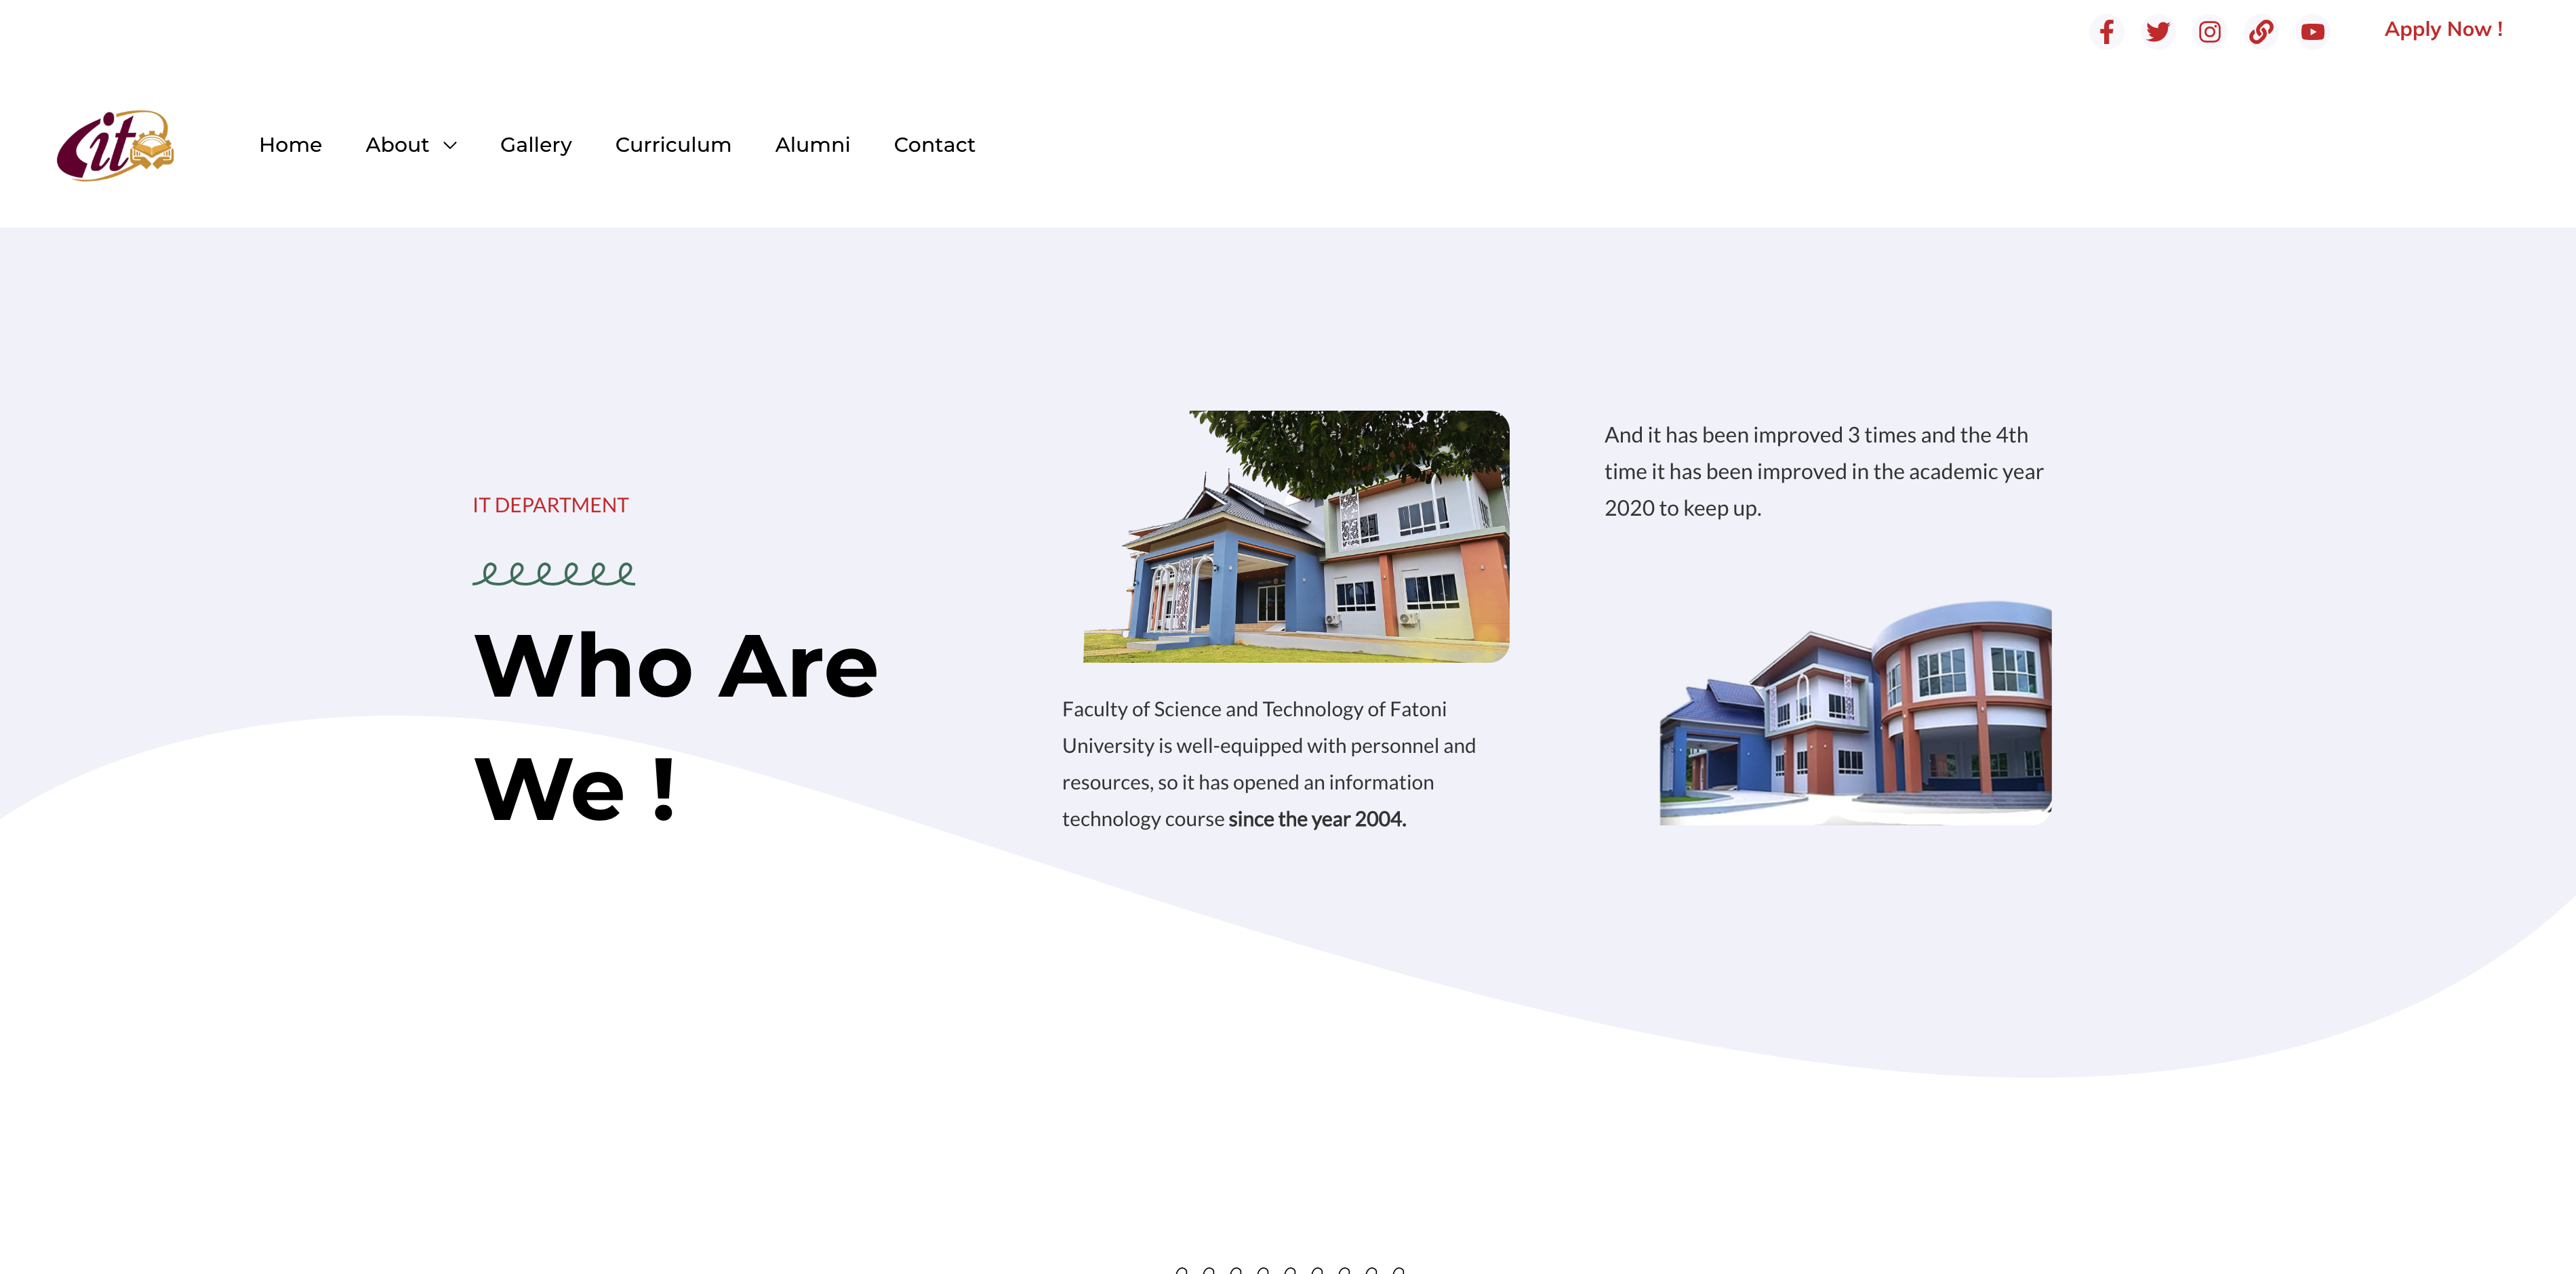 Apply Now !
cit
Home
About
Gallery
Curriculum
Alumni
Contact
IT DEPARTMENT
Who Are
We !
Faculty of Science and Technology of Fatoni
University is well-equipped with personnel and
resources, so it has opened an information
technology course since the year 2004.
And it has been improved 3 times and the 4th
time it has been improved in the academic year
2020 to keep up.